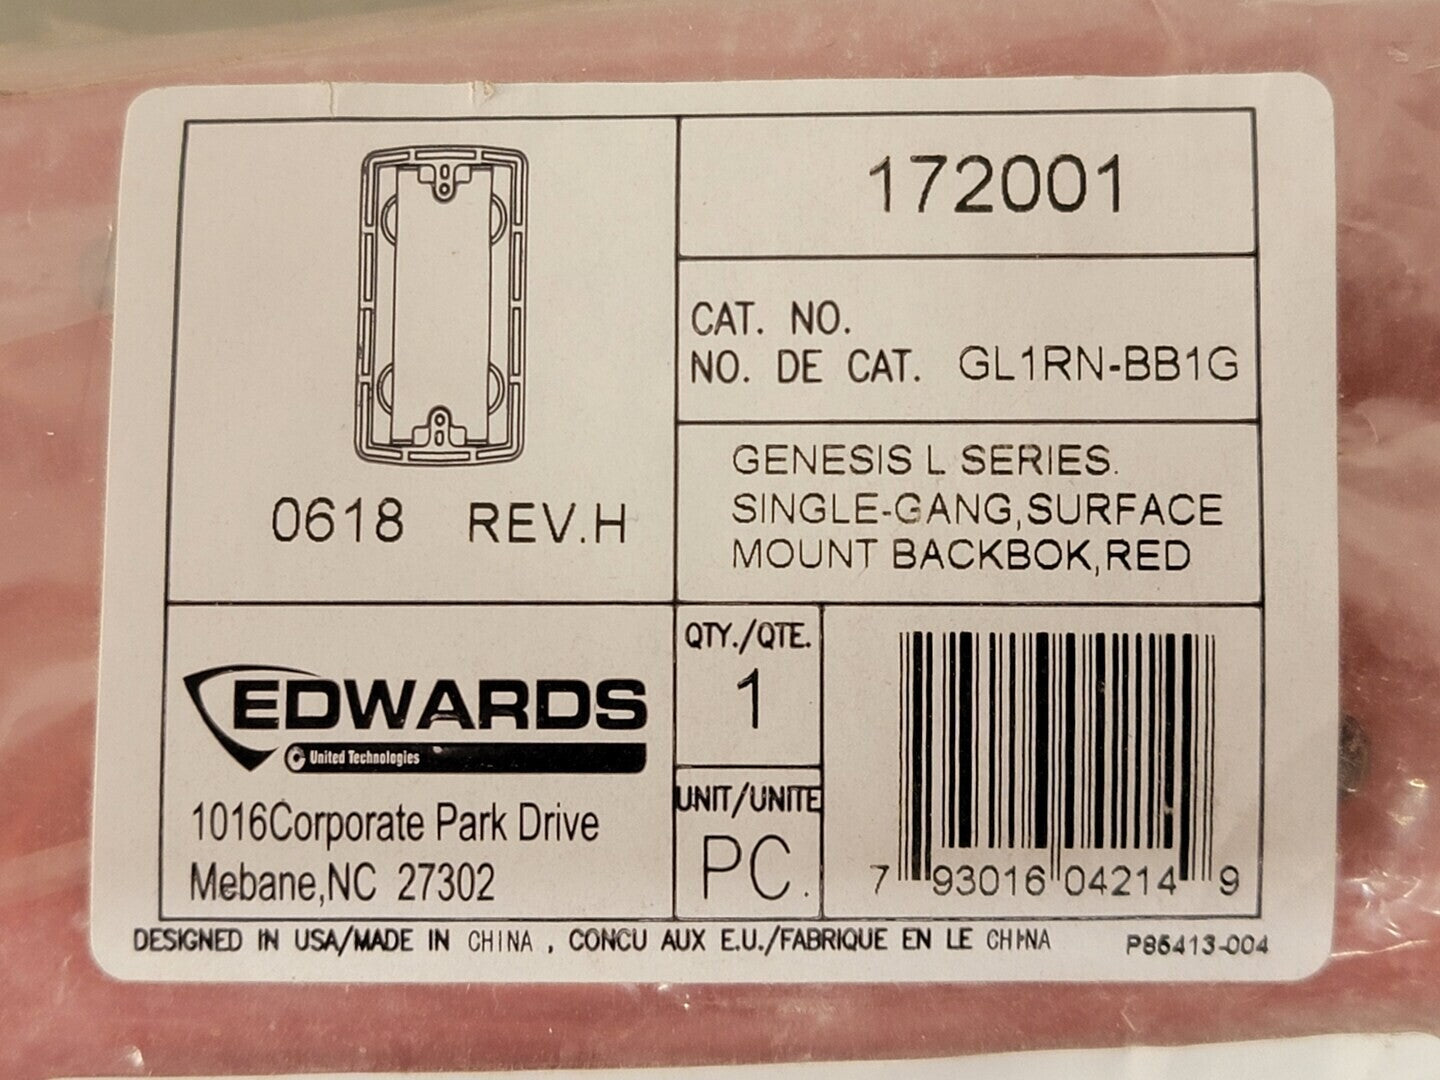 172001
CAT. NO.
NO. DE CAT. GL1RN-BB1G
GENESIS L SERIES.
SINGLE-GANG,SURFACE
MOUNT BACKBOK,RED
0618 REV.H
EDWARDS
United Technologies
1016Corporate Park Drive
Mebane,NC 27302
QTY./QTE.
1
UNIT/UNITE
PC.
7 93016 04214 9
DESIGNED IN USA/MADE IN CHINA , CONCU AUX E.U./FABRIQUE EN LE CHINA
P85413-004